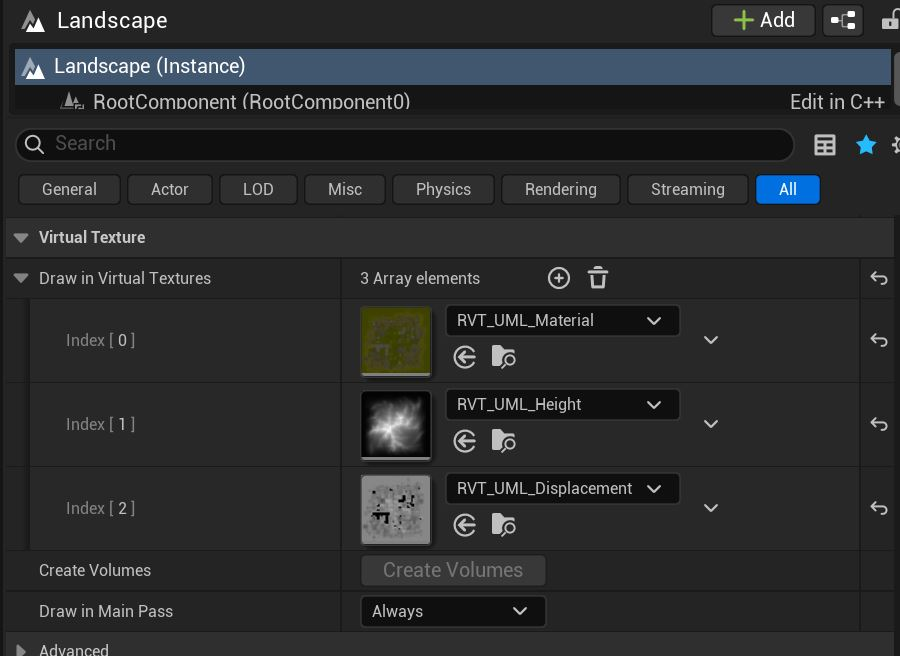 Landscape
Add
Landscape (Instance)
RootComponent (RootComponent0)
Edit in C++
Search
General
Actor
LOD
Misc
Physics
Rendering
Streaming
All
Virtual Texture
Draw in Virtual Textures
3 Array elements
Index [ 0 ]
RVT_UML_Material
Index [ 1 ]
RVT_UML_Height
Index [ 2 ]
RVT_UML_Displacement
Create Volumes
Create Volumes
Draw in Main Pass
Always
Advanced